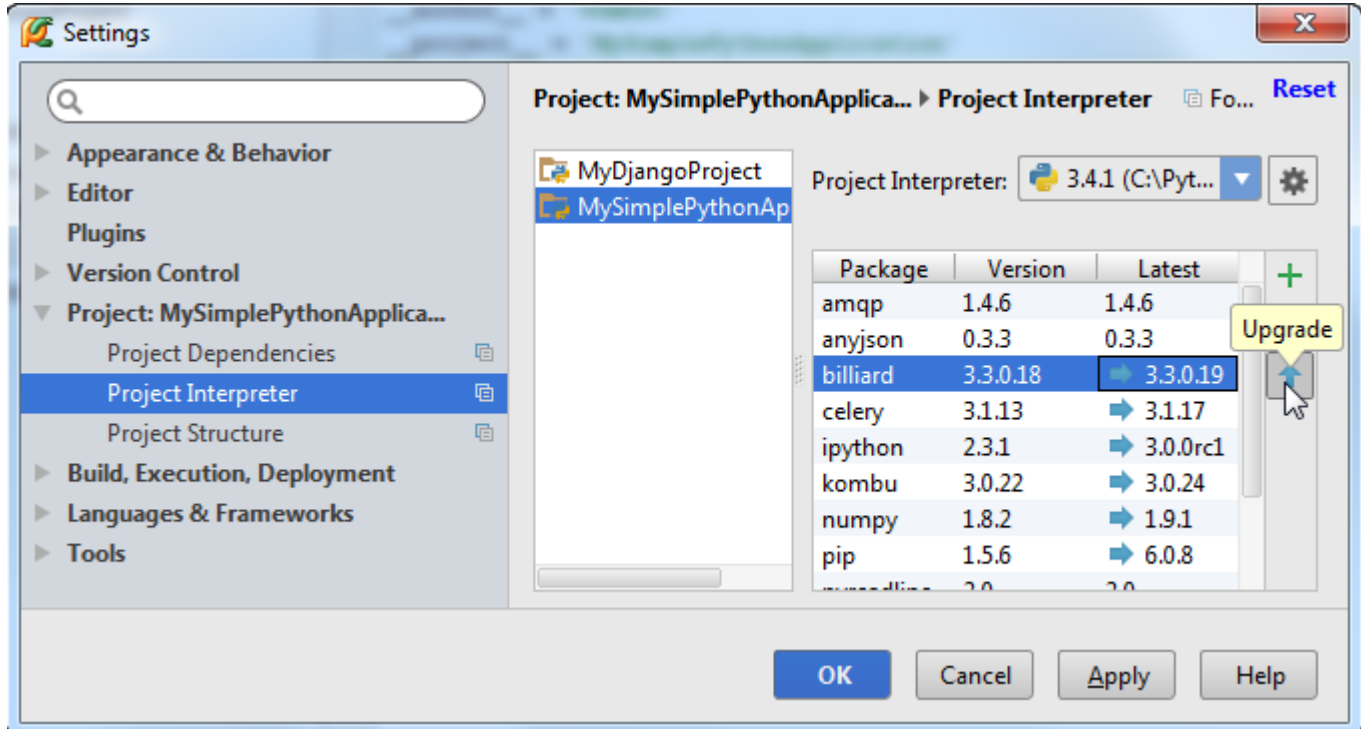 Settings
Project: MySimplePythonApplica... Project Interpreter Fo... Reset
Appearance & Behavior
Editor
Plugins
Version Control
Project: MySimplePythonApplica...
Project Dependencies
Project Interpreter
Project Structure
Build, Execution, Deployment
Languages & Frameworks
Tools
MyDjangoProject
MySimplePythonAp
Project Interpreter: 3.4.1 (C:\Pyt...
Package Version Latest
amqp 1.4.6 1.4.6
anyjson 0.3.3 0.3.3
billiard 3.3.0.18 3.3.0.19
celery 3.1.13 3.1.17
ipython 2.3.1 3.0.0rc1
kombu 3.0.22 3.0.24
numpy 1.8.2 1.9.1
pip 1.5.6 6.0.8
Upgrade
OK Cancel Apply Help